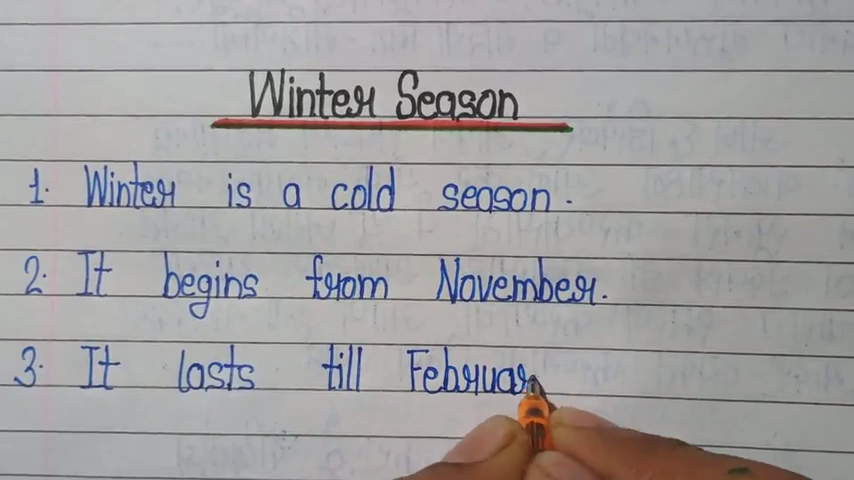 Winter Season
1. Winter is a cold season.
2. It begins from November.
3. It lasts till Februar